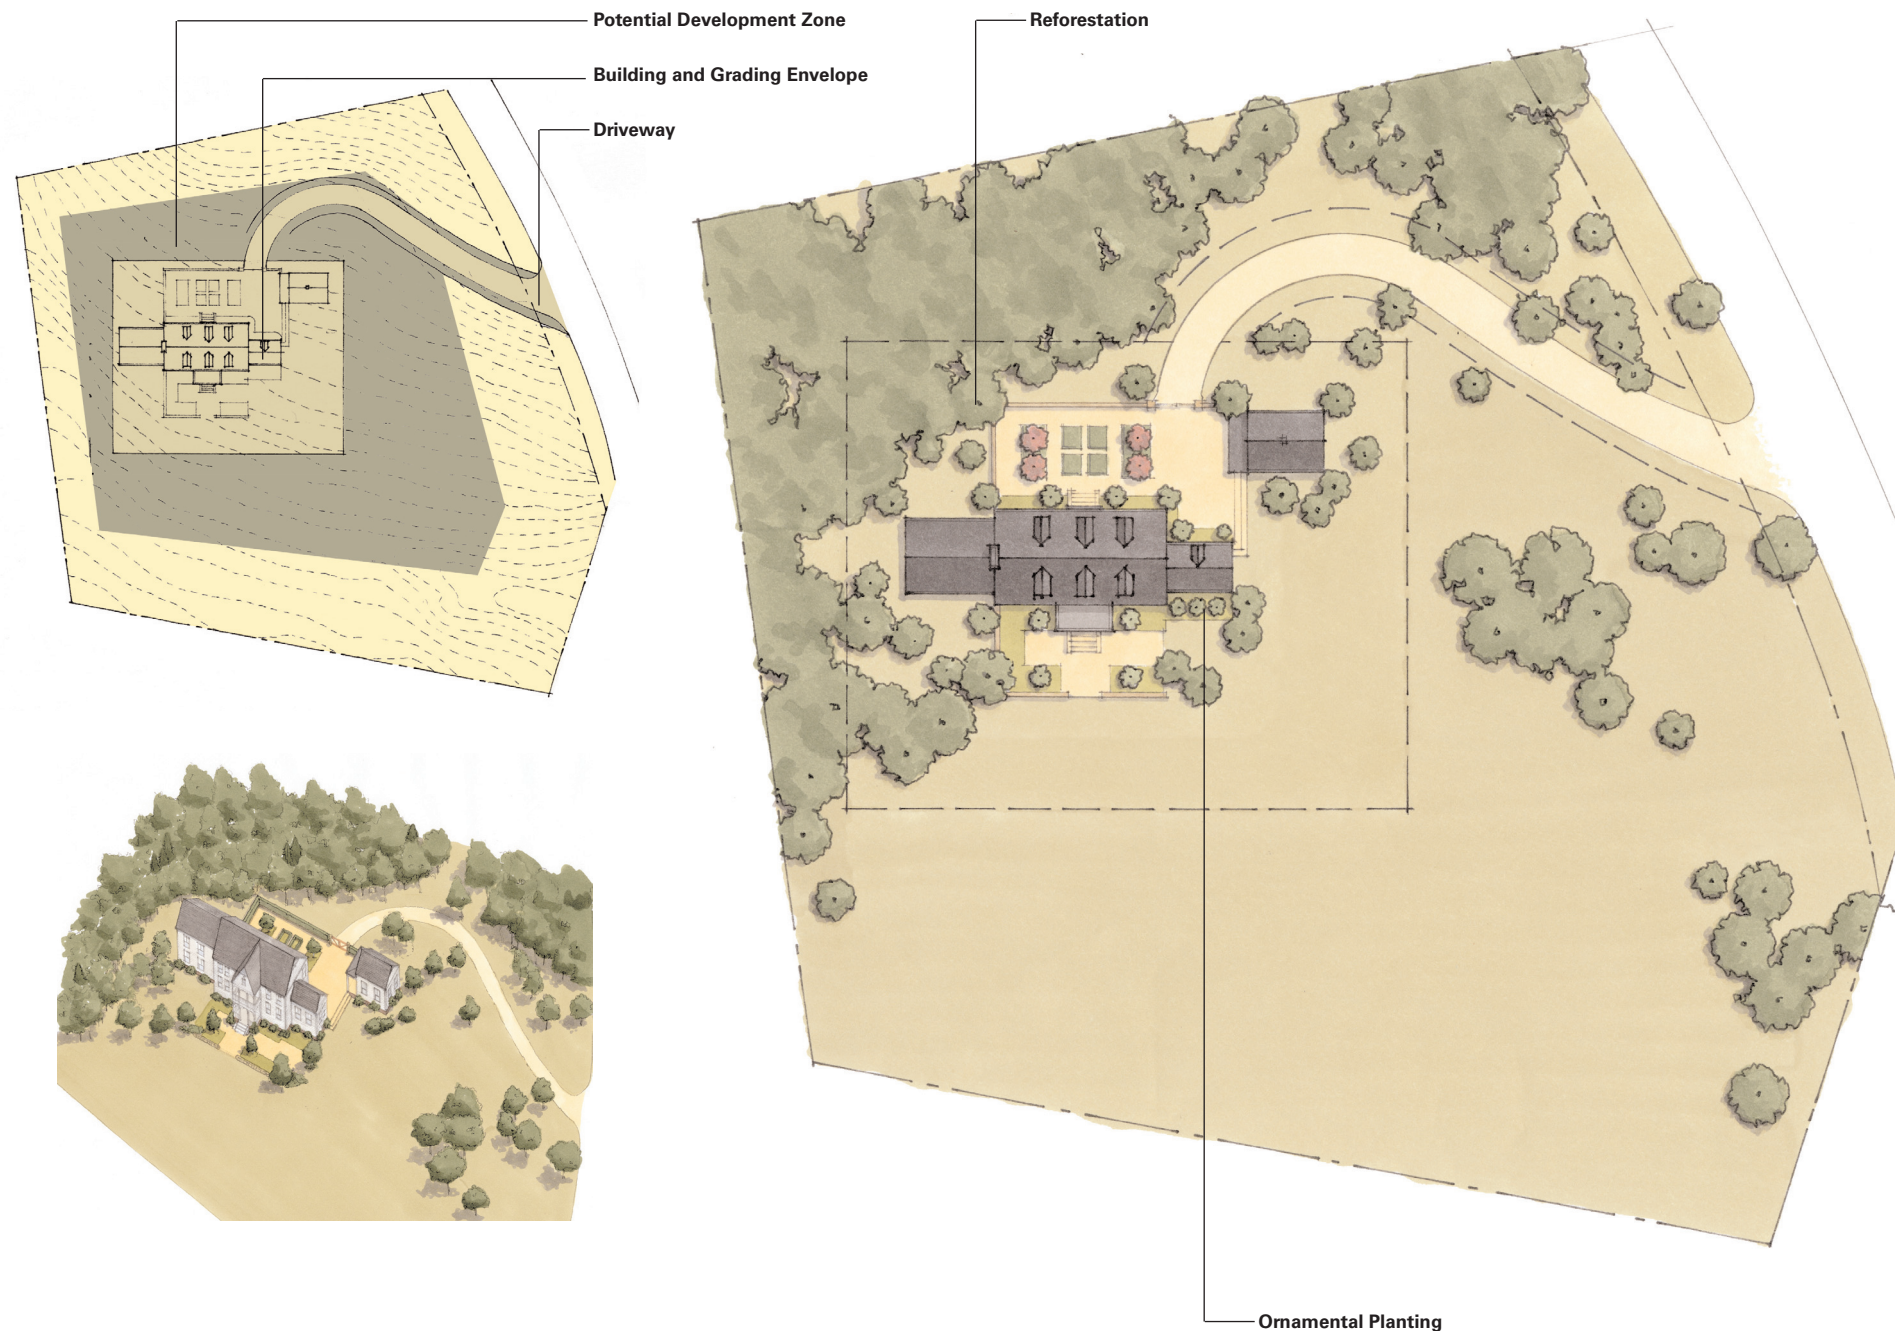 Potential Development Zone
Reforestation
Building and Grading Envelope
Driveway
Ornamental Planting